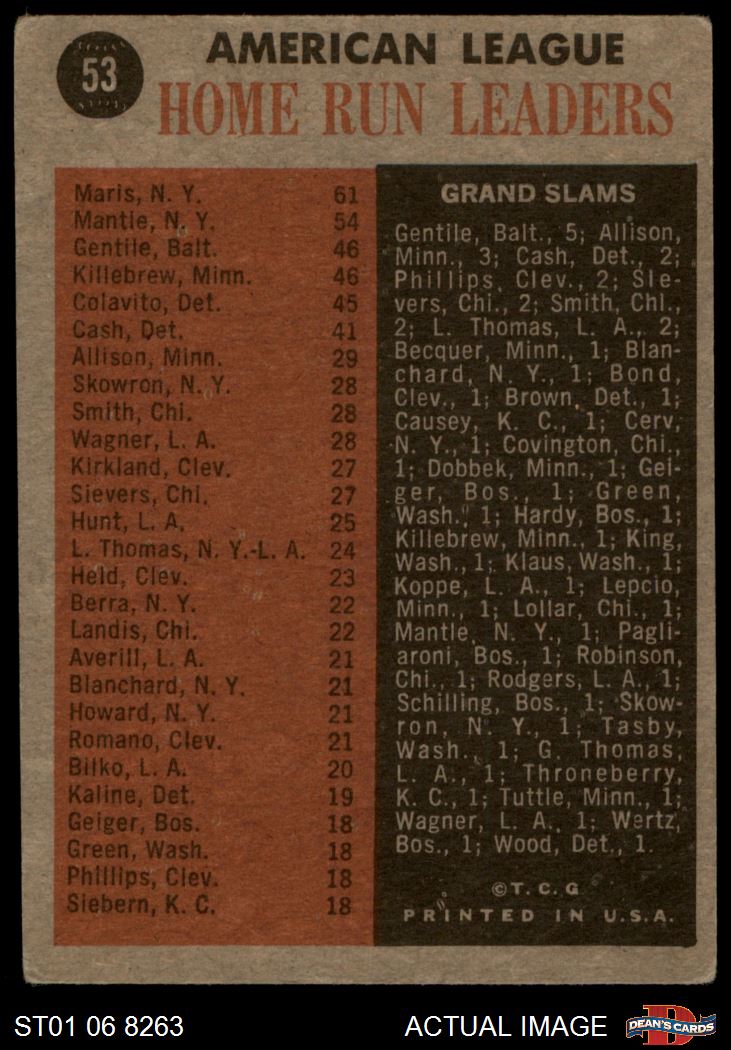 53
AMERICAN LEAGUE
HOME RUN LEADERS
Maris, N. Y. 61
Mantle, N. Y. 54
Gentile, Balt. 46
Killebrew, Minn. 46
Colavito, Det. 45
Cash, Det. 41
Allison, Minn. 29
Skowron, N. Y. 28
Smith, Chi. 28
Wagner, L. A. 28
Kirkland, Clev. 27
Sievers, Chi. 27
Hunt, L. A. 25
L. Thomas, N. Y.-L. A. 24
Held, Clev. 23
Berra, N. Y. 22
Landis, Chi. 22
Averill, L. A. 21
Blanchard, N. Y. 21
Howard, N. Y. 21
Romano, Clev. 21
Bilko, L. A. 20
Kaline, Det. 19
Geiger, Bos. 18
Green, Wash. 18
Phillips, Clev. 18
Siebern, K. C. 18
GRAND SLAMS
Gentile, Balt., 5; Allison,
Minn., 3; Cash, Det., 2;
Phillips, Clev., 2; Sie-
vers, Chi., 2; Smith, Chi.,
2; L. Thomas, L. A., 2;
Becquer, Minn., 1; Blan-
chard, N. Y., 1; Bond,
Clev., 1; Brown, Det., 1;
Causey, K. C., 1; Cerv,
N. Y., 1; Covington, Chi.,
1; Dobbek, Minn., 1; Gei-
ger, Bos., 1; Green,
Wash., 1; Hardy, Bos., 1;
Killebrew, Minn., 1; King,
Wash., 1; Klaus, Wash., 1;
Koppe, L. A., 1; Lepcio,
Minn., 1; Lollar, Chi., 1;
Mantle, N. Y., 1; Pagli-
aroni, Bos., 1; Robinson,
Chi., 1; Rodgers, L. A., 1;
Schilling, Bos., 1; Skow-
ron, N. Y., 1; Tasby,
Wash., 1; G. Thomas,
L. A., 1; Throneberry,
K. C., 1; Tuttle, Minn., 1;
Wagner, L. A., 1; Wertz,
Bos., 1; Wood, Det., 1.
©T. C. G
PRINTED IN U.S.A.
ST01 06 8263
ACTUAL IMAGE
D
DEAN'S CARDS